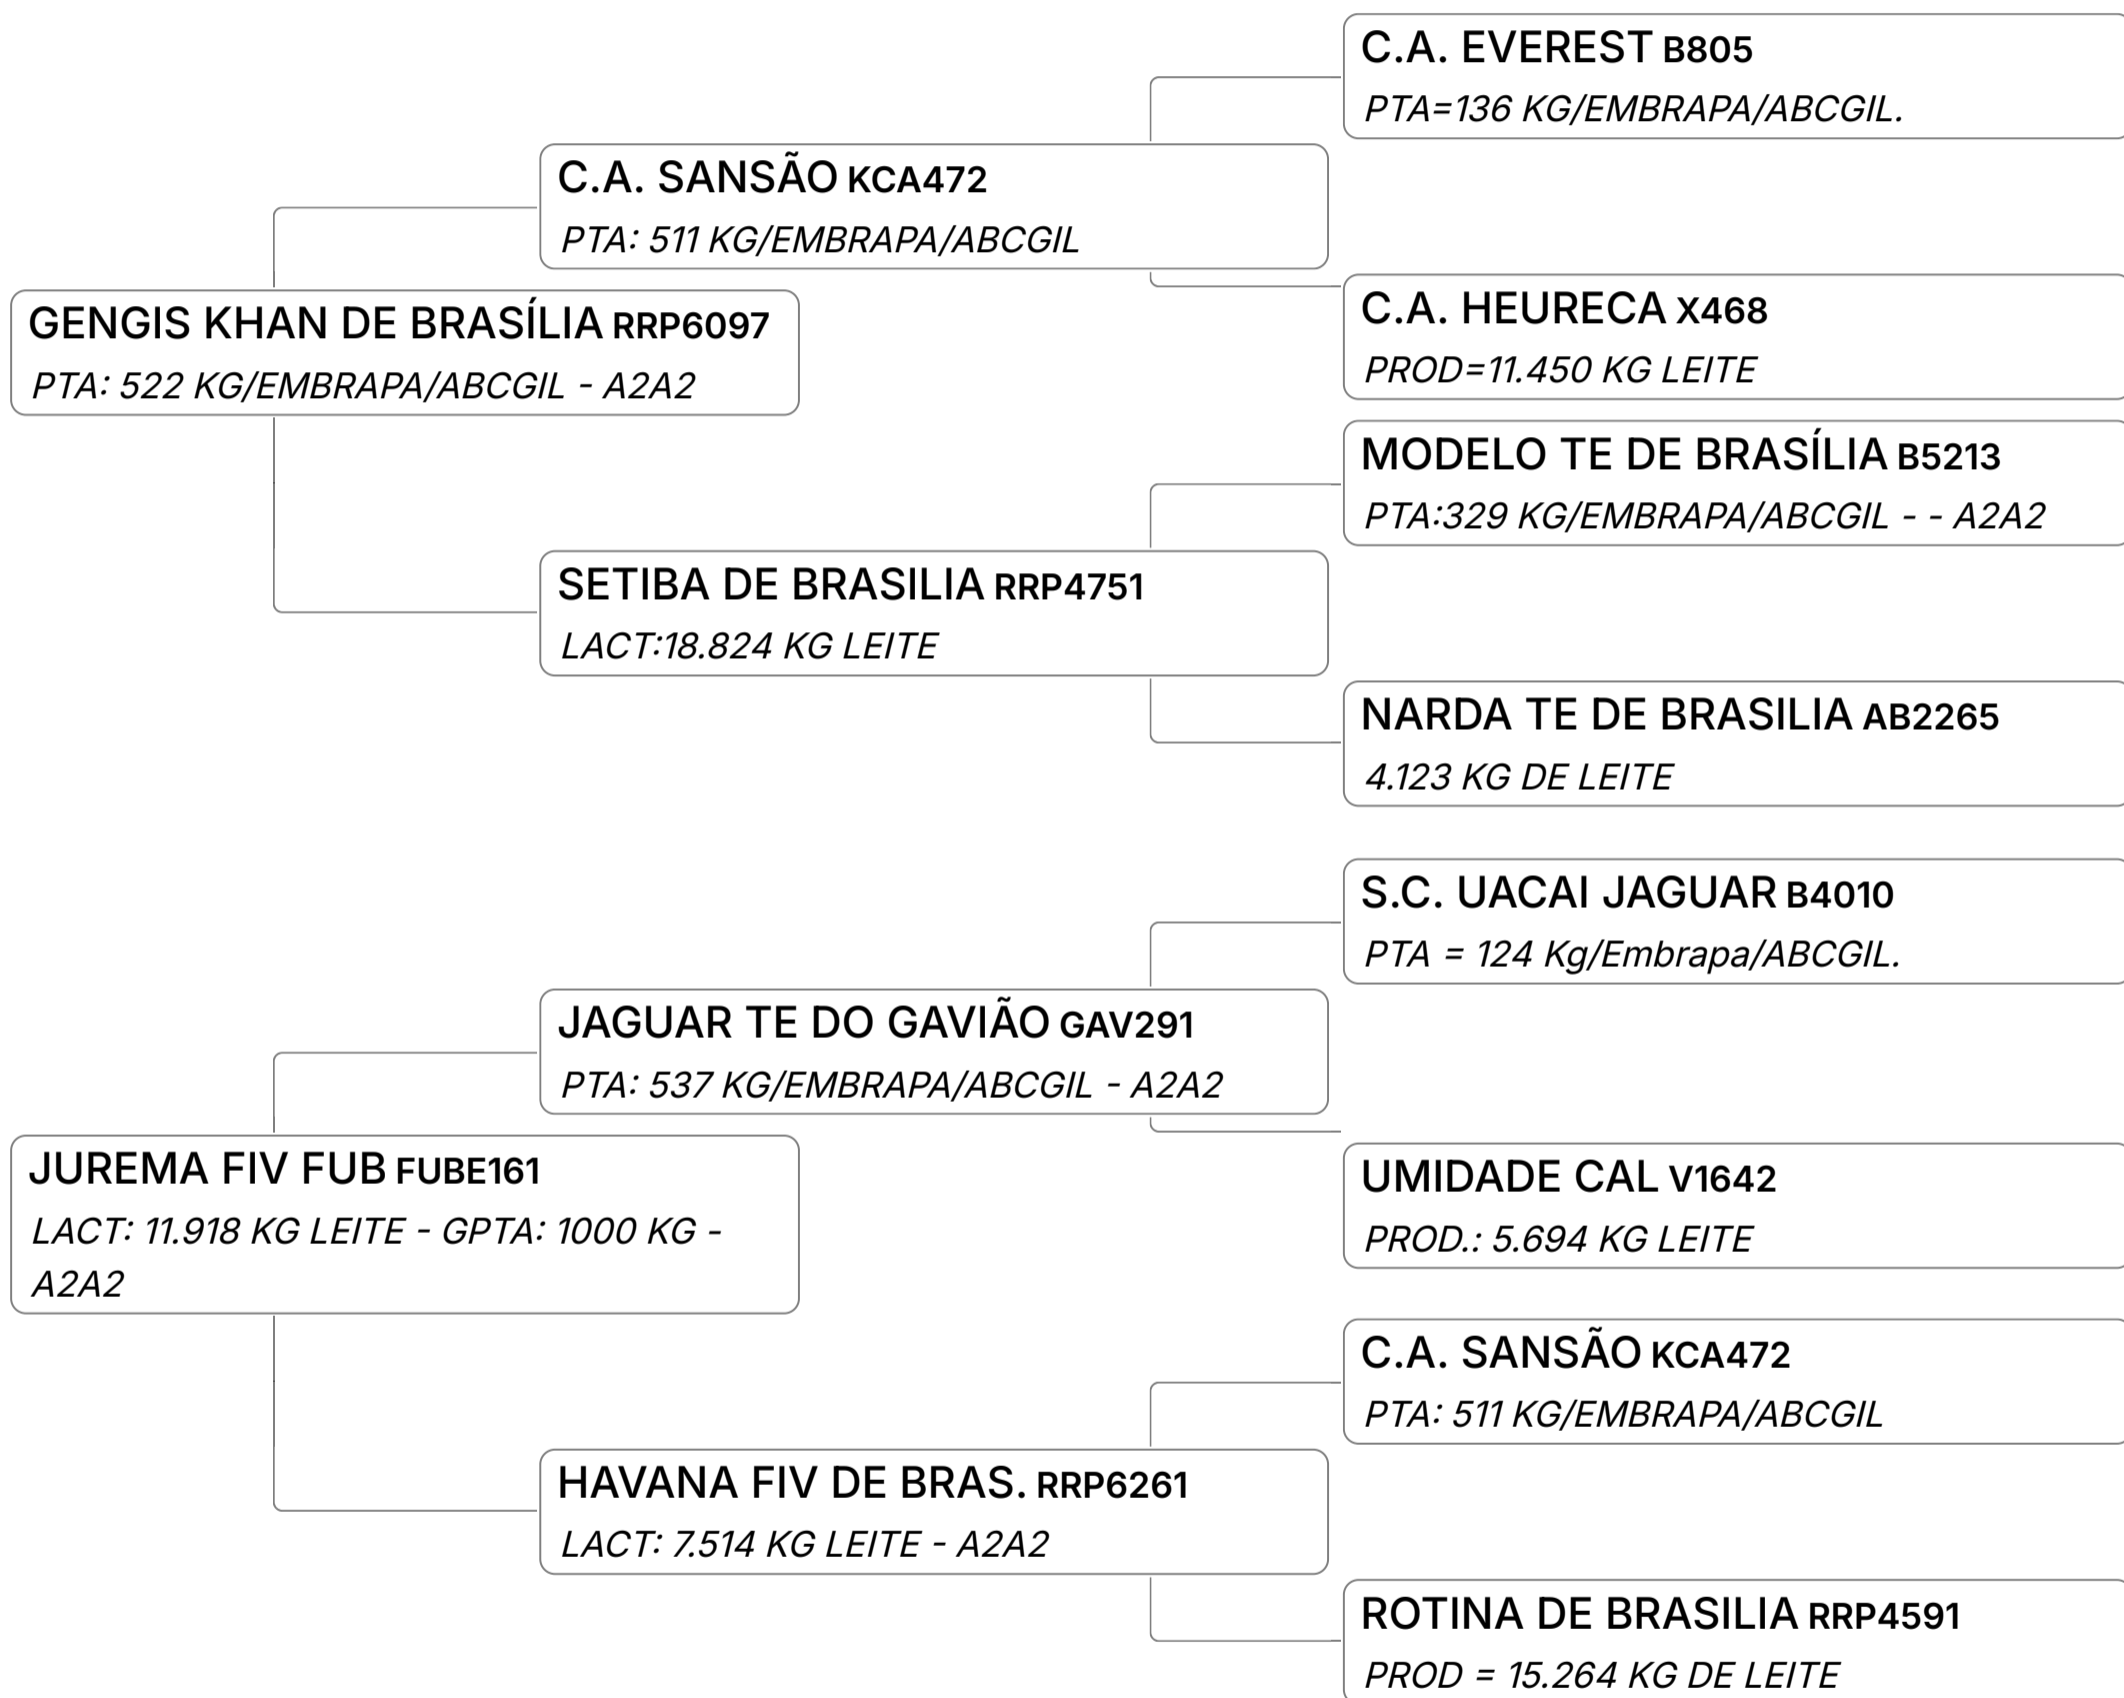 C.A. EVEREST B805
PTA=136 KG/EMBRAPA/ABCGIL.
C.A. SANSÃO KCA472
PTA: 511 KG/EMBRAPA/ABCGIL
C.A. HEURECA X468
PROD=11.450 KG LEITE
GENGIS KHAN DE BRASÍLIA RRP6097
PTA: 522 KG/EMBRAPA/ABCGIL - A2A2
MODELO TE DE BRASÍLIA B5213
PTA:329 KG/EMBRAPA/ABCGIL - - A2A2
SETIBA DE BRASILIA RRP4751
LACT:18.824 KG LEITE
NARDA TE DE BRASILIA AB2265
4.123 KG DE LEITE
S.C. UACAI JAGUAR B4010
PTA = 124 Kg/Embrapa/ABCGIL.
JAGUAR TE DO GAVIÃO GAV291
PTA: 537 KG/EMBRAPA/ABCGIL - A2A2
UMIDADE CAL V1642
PROD.: 5.694 KG LEITE
JUREMA FIV FUB FUBE161
LACT: 11.918 KG LEITE - GPTA: 1000 KG -
A2A2
C.A. SANSÃO KCA472
PTA: 511 KG/EMBRAPA/ABCGIL
HAVANA FIV DE BRAS. RRP6261
LACT: 7.514 KG LEITE - A2A2
ROTINA DE BRASILIA RRP4591
PROD = 15.264 KG DE LEITE